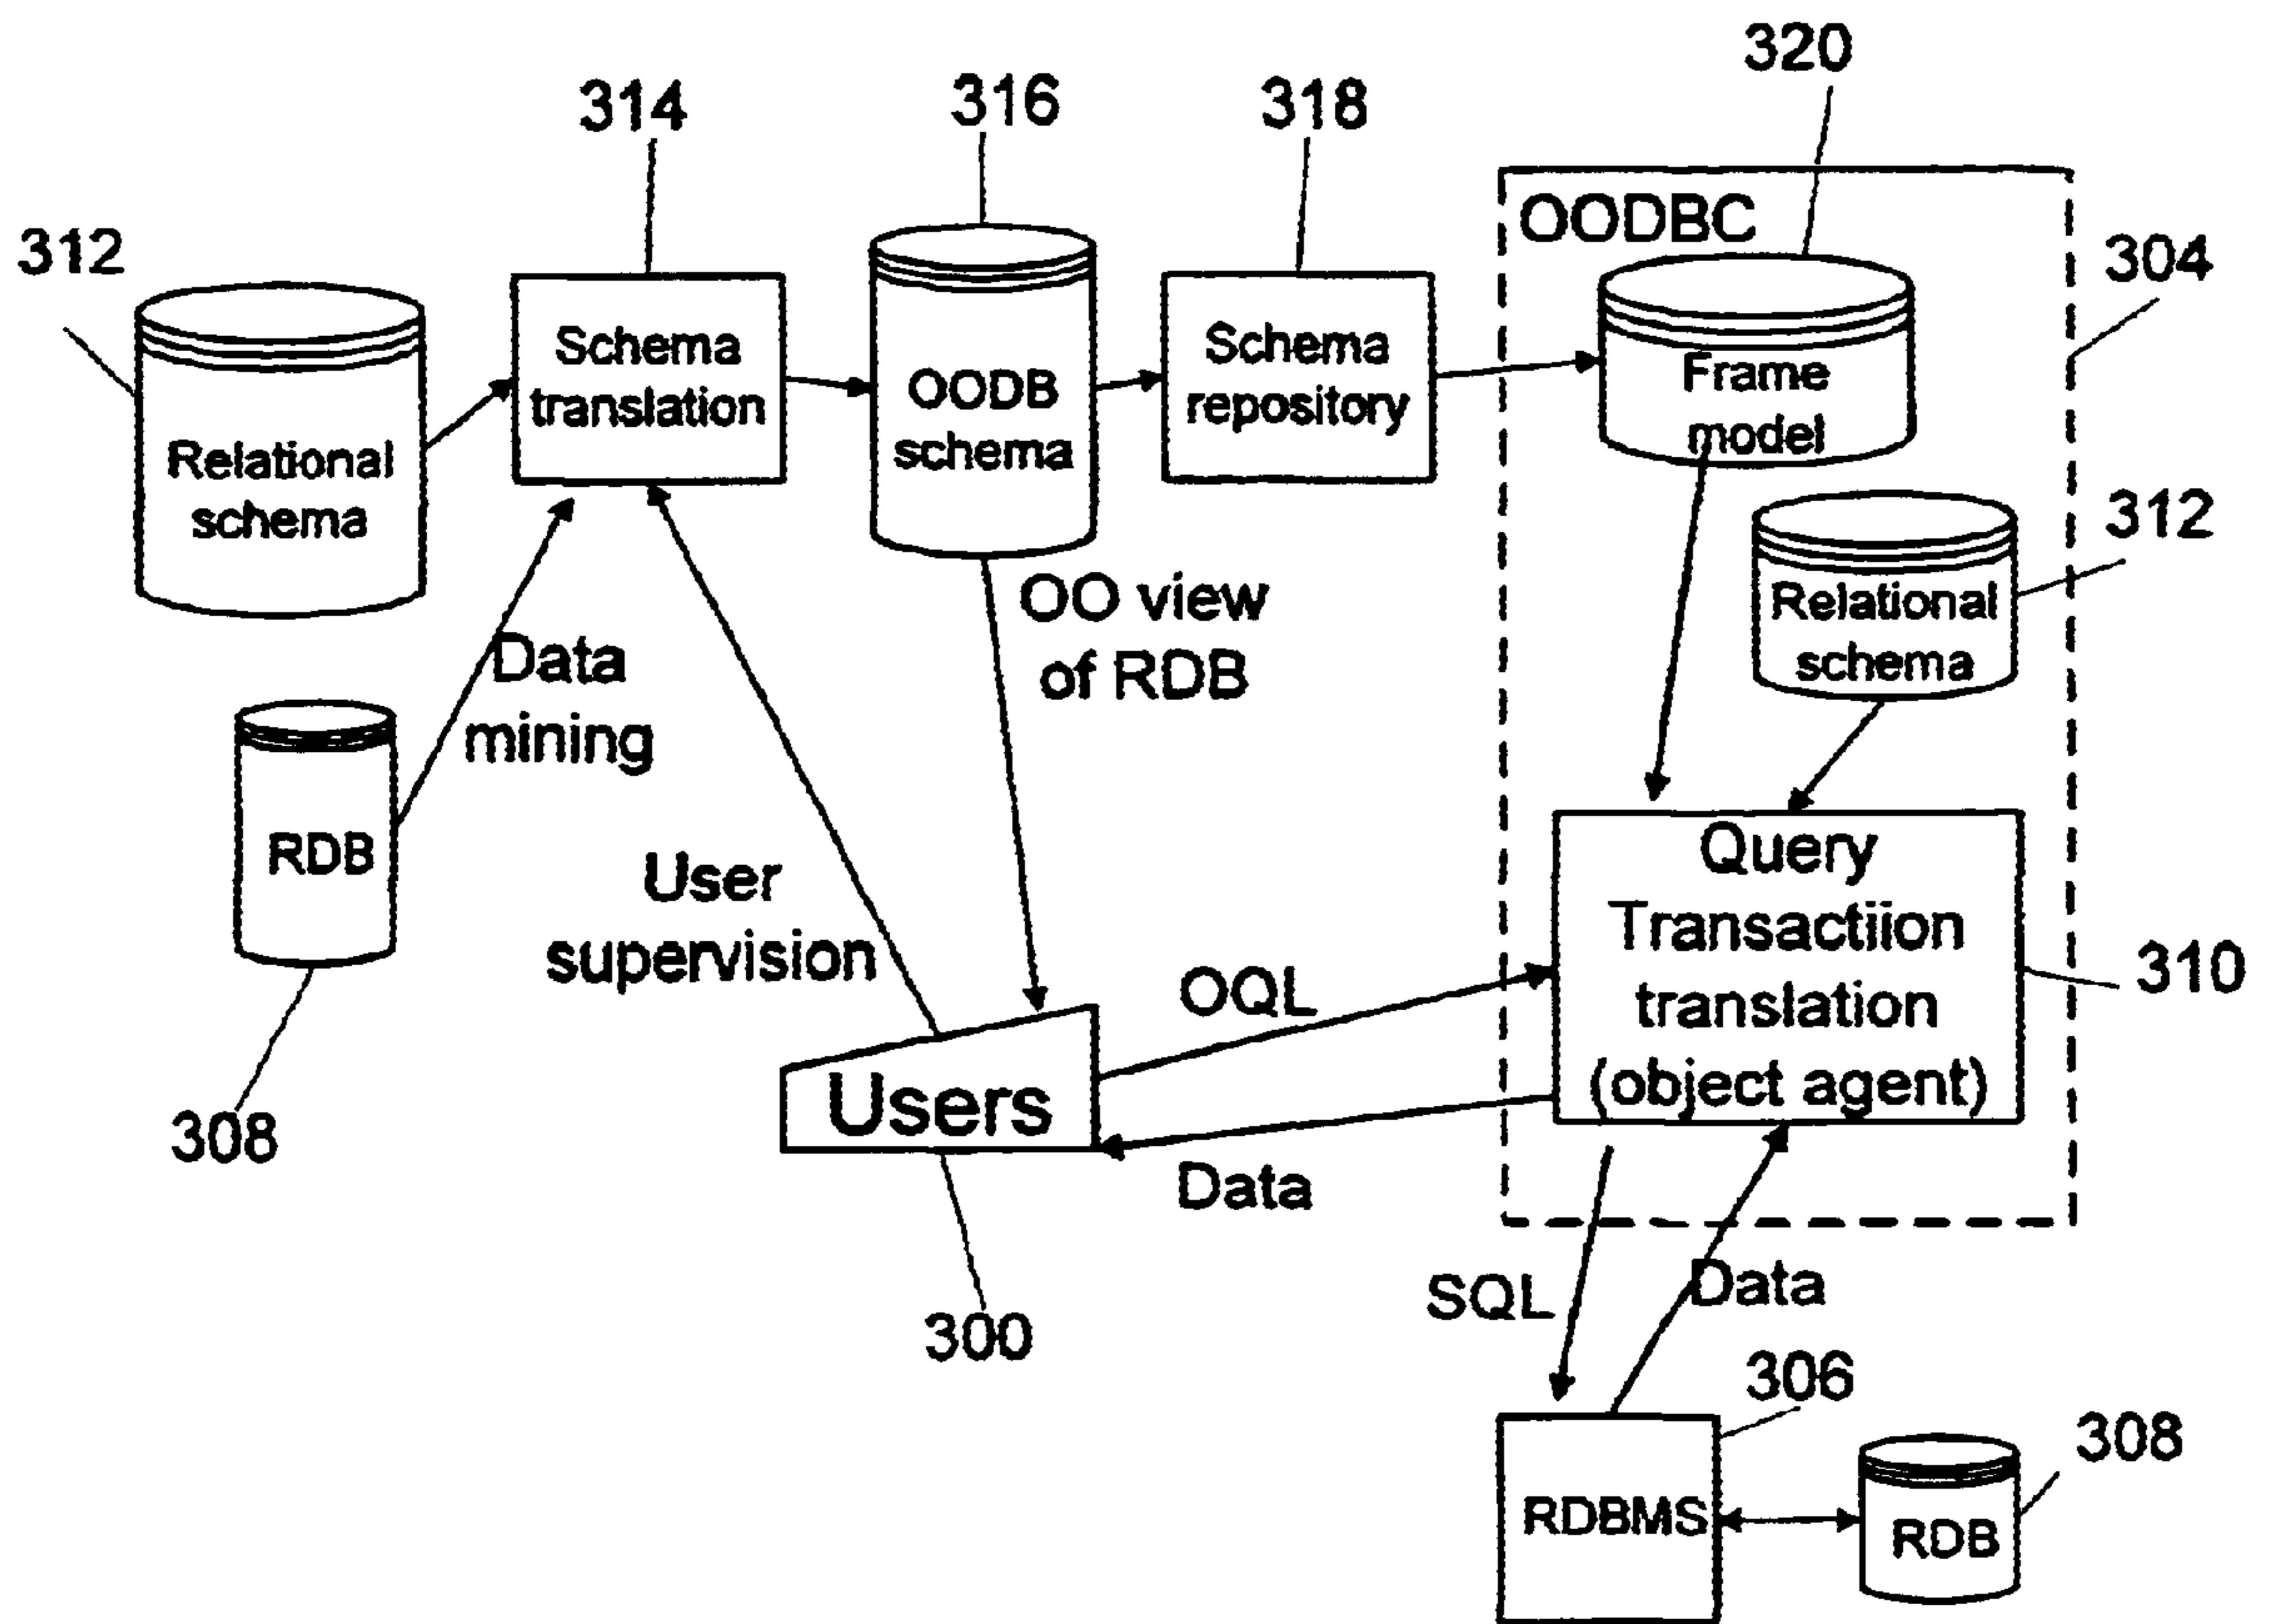 320
314
316
318
OODBC
312
304
Schema
translation
OODB
schema
Schema
repository
Frame
model
Relational
schema
312
Relational
schema
Data
mining
OO view
of RDB
RDB
User
supervision
Query
Transactiion
translation
(object agent)
310
OQL
Users
308
Data
300
SQL
Data
306
308
RDBMS
RDB